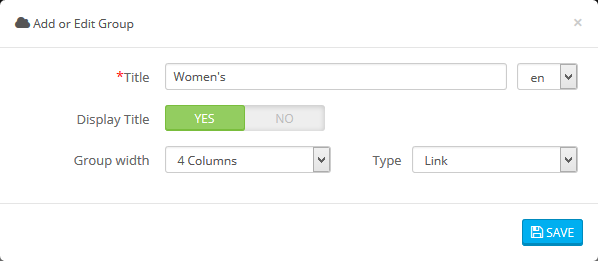 Add or Edit Group ×
*Title Women's en
Display Title YES NO
Group width 4 Columns Type Link
SAVE